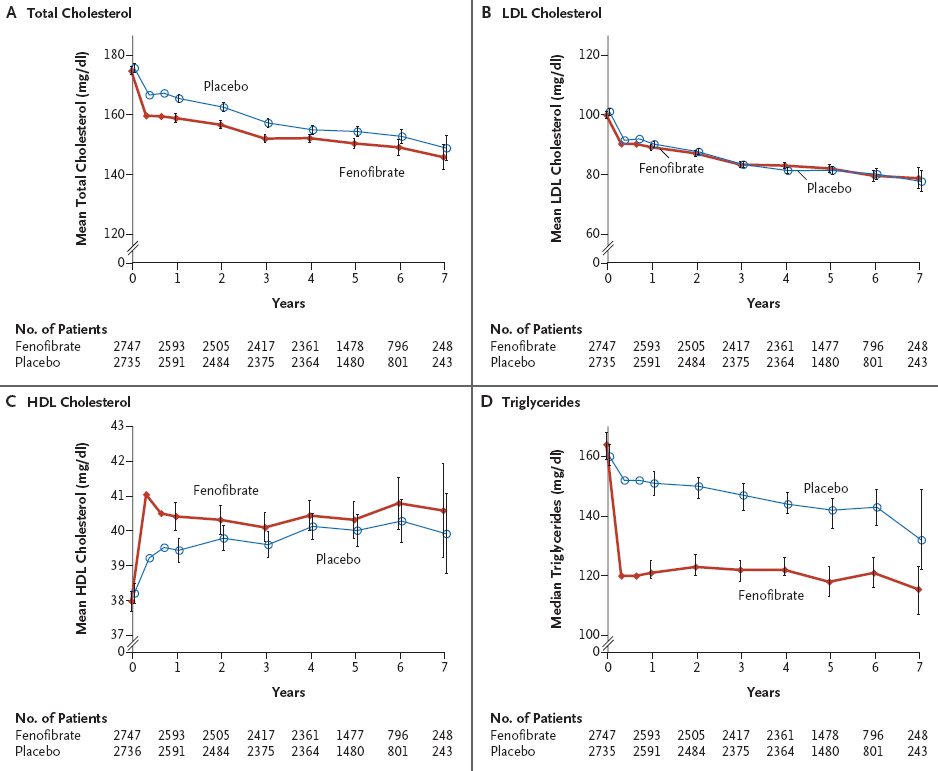 A Total Cholesterol
Mean Total Cholesterol (mg/dl)
180
160
140
120
0
Placebo
Fenofibrate
0 1 2 3 4 5 6 7
Years
No. of Patients
Fenofibrate 2747 2593 2505 2417 2361 1478 796 248
Placebo 2735 2591 2484 2375 2364 1480 801 243
B LDL Cholesterol
Mean LDL Cholesterol (mg/dl)
120
100
80
60
0
Fenofibrate
Placebo
0 1 2 3 4 5 6 7
Years
No. of Patients
Fenofibrate 2747 2593 2505 2417 2361 1477 796 248
Placebo 2735 2591 2484 2375 2364 1480 801 243
C HDL Cholesterol
Mean HDL Cholesterol (mg/dl)
43
42
41
40
39
38
37
0
Fenofibrate
Placebo
0 1 2 3 4 5 6 7
Years
No. of Patients
Fenofibrate 2747 2593 2505 2417 2361 1477 796 248
Placebo 2736 2591 2484 2375 2364 1480 801 243
D Triglycerides
Median Triglycerides (mg/dl)
160
140
120
100
0
Placebo
Fenofibrate
0 1 2 3 4 5 6 7
Years
No. of Patients
Fenofibrate 2747 2593 2505 2417 2361 1478 796 248
Placebo 2735 2591 2484 2375 2364 1480 801 243